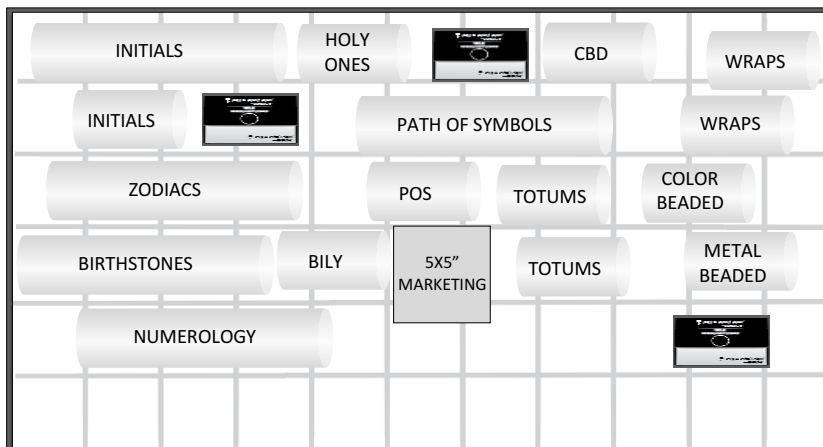 INITIALS
HOLY
ONES
CBD
WRAPS
INITIALS
PATH OF SYMBOLS
WRAPS
ZODIACS
POS
TOTUMS
COLOR
BEADED
BIRTHSTONES
BILY
5X5”
MARKETING
TOTUMS
METAL
BEADED
NUMEROLOGY